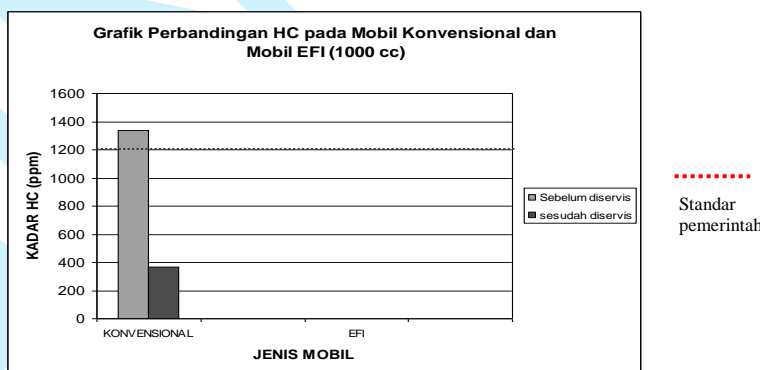 Grafik Perbandingan HC pada Mobil Konvensional dan
Mobil EFI (1000 cc)
1600
1400
1200
1000
800
600
400
200
0
KADAR HC (ppm)
KONVENSIONAL
EFI
JENIS MOBIL
Sebelum diservis
sesudah diservis
Standar
pemerintah